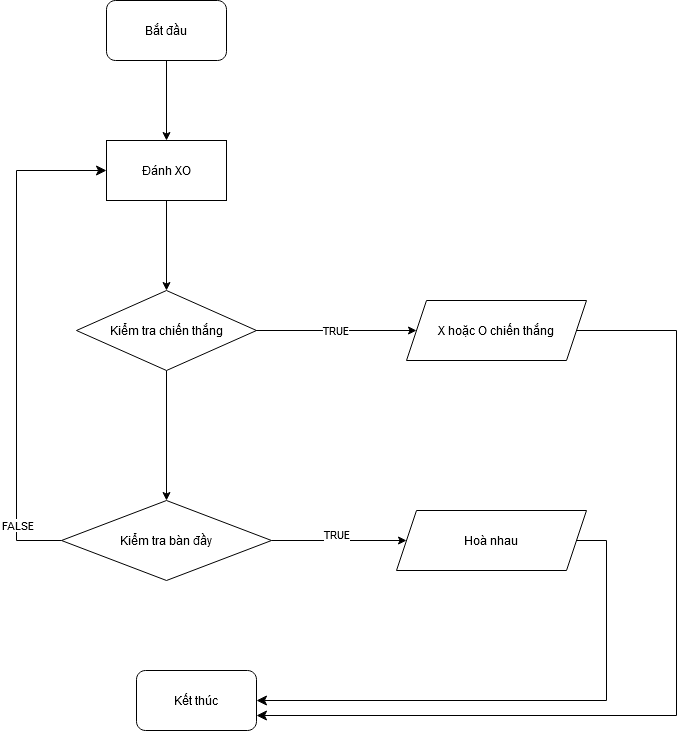 Bắt đầu
Đánh XO
Kiểm tra chiến thắng
TRUE
X hoặc O chiến thắng
FALSE
Kiểm tra bàn đầy
TRUE
Hoà nhau
Kết thúc